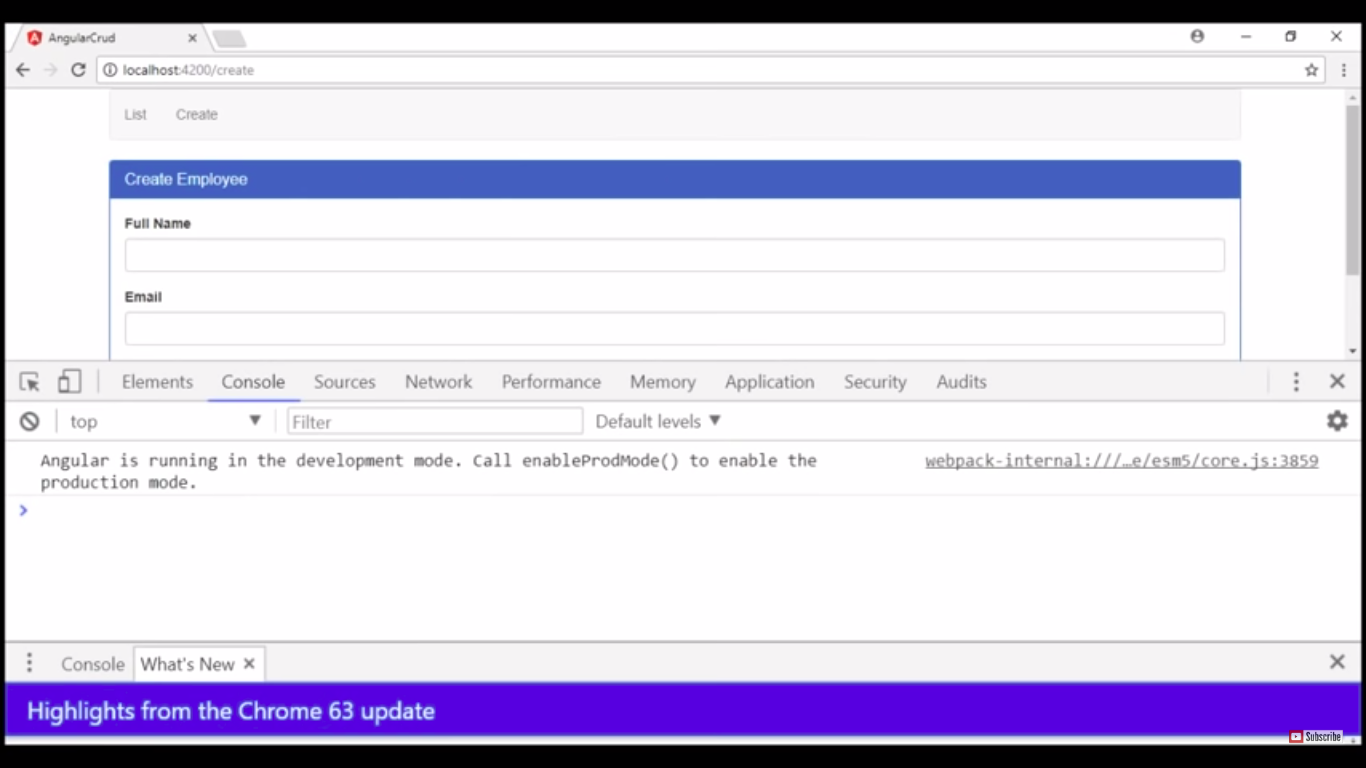 AngularCrud
localhost:4200/create
List Create
Create Employee
Full Name
Email
Elements Console Sources Network Performance Memory Application Security Audits
top Filter Default levels
Angular is running in the development mode. Call enableProdMode() to enable the webpack-internal:///…e/esm5/core.js:3859
production mode.
Console What's New
Highlights from the Chrome 63 update
Subscribe